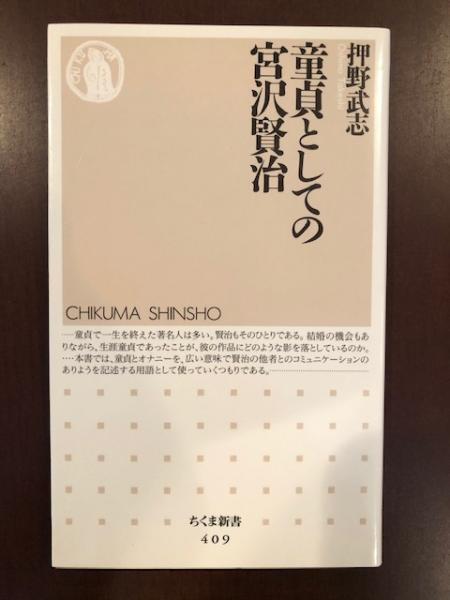 押野武志
Oshino Takeshi
童貞としての
宮沢賢治
CHIKUMA SHINSHO
……童貞で一生を終えた著名人は多い。賢治もそのひとりである。結婚の機会もあ
りながら、生涯童貞であったことが、彼の作品にどのような影を落としているのか。
……本書では、童貞とオナニーを、広い意味で賢治の他者とのコミュニケーションの
ありようを記述する用語として使っていくつもりである。……
ちくま新書
409